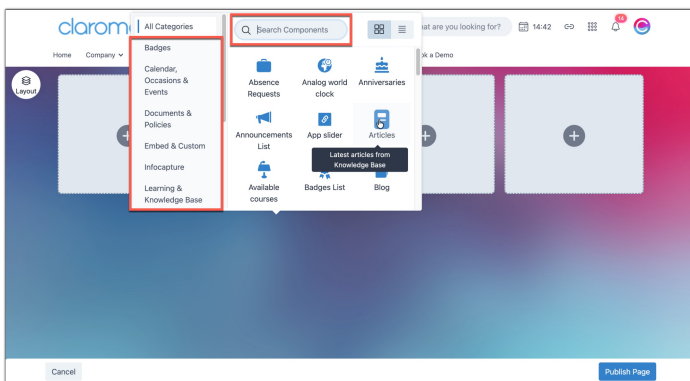 clarom
All Categories
Search Components
at are you looking for?
14:42
14
Home
Company
ok a Demo
Badges
Calendar,
Occasions &
Events
Documents &
Policies
Embed & Custom
Infocapture
Learning &
Knowledge Base
Layout
Absence
Requests
Analog world
clock
Anniversaries
Announcements
List
App slider
Articles
Latest articles from
Knowledge Base
Available
courses
Badges List
Blog
Cancel
Publish Page